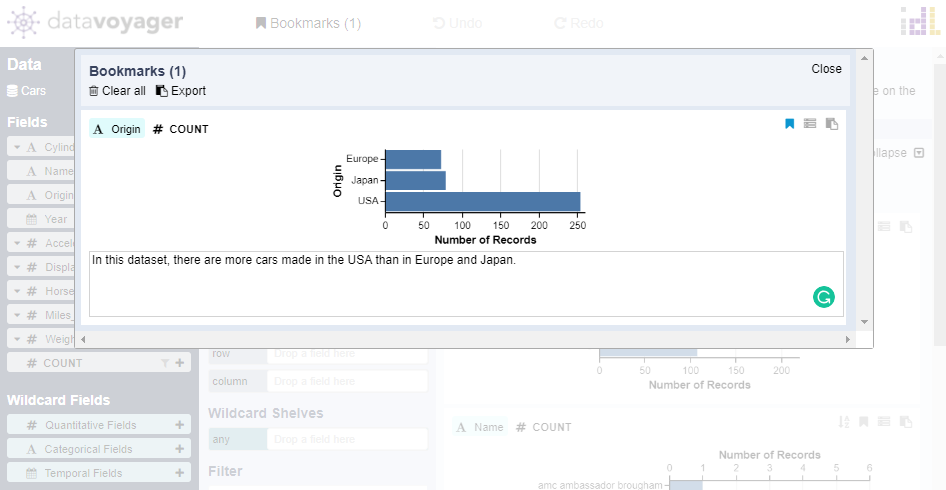 datavoyager
Bookmarks (1)
Undo
Redo
Data
Cars
Fields
A Cylind
A Name
A Origin
Year
# Accele
# Displa
# Horse
# Miles_
# Weigh
# COUNT
Wildcard Fields
# Quantitative Fields
A Categorical Fields
Temporal Fields
Bookmarks (1)
Close
Clear all
Export
A Origin # COUNT
Origin
Europe
Japan
USA
0 50 100 150 200 250
Number of Records
In this dataset, there are more cars made in the USA than in Europe and Japan.
e on the
ollapse
row Drop a field here
column Drop a field here
Wildcard Shelves
any Drop a field here
Filter
0 50 100 150 200
Number of Records
A Name # COUNT
Number of Records
0 1 2 3 4 5 6
amc ambassador brougham